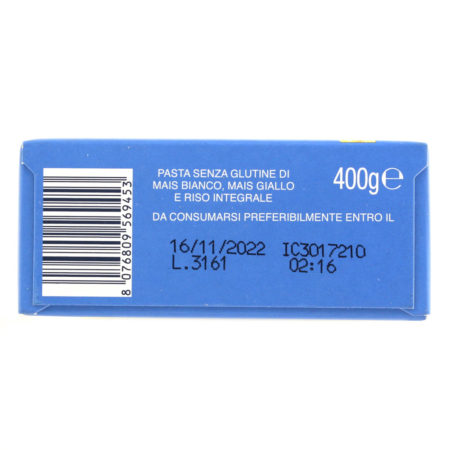 PASTA SENZA GLUTINE DI
MAIS BIANCO, MAIS GIALLO
E RISO INTEGRALE
400g℮
DA CONSUMARSI PREFERIBILMENTE ENTRO IL
16/11/2022 IC3017210
L.3161 02:16
8 076809 569453